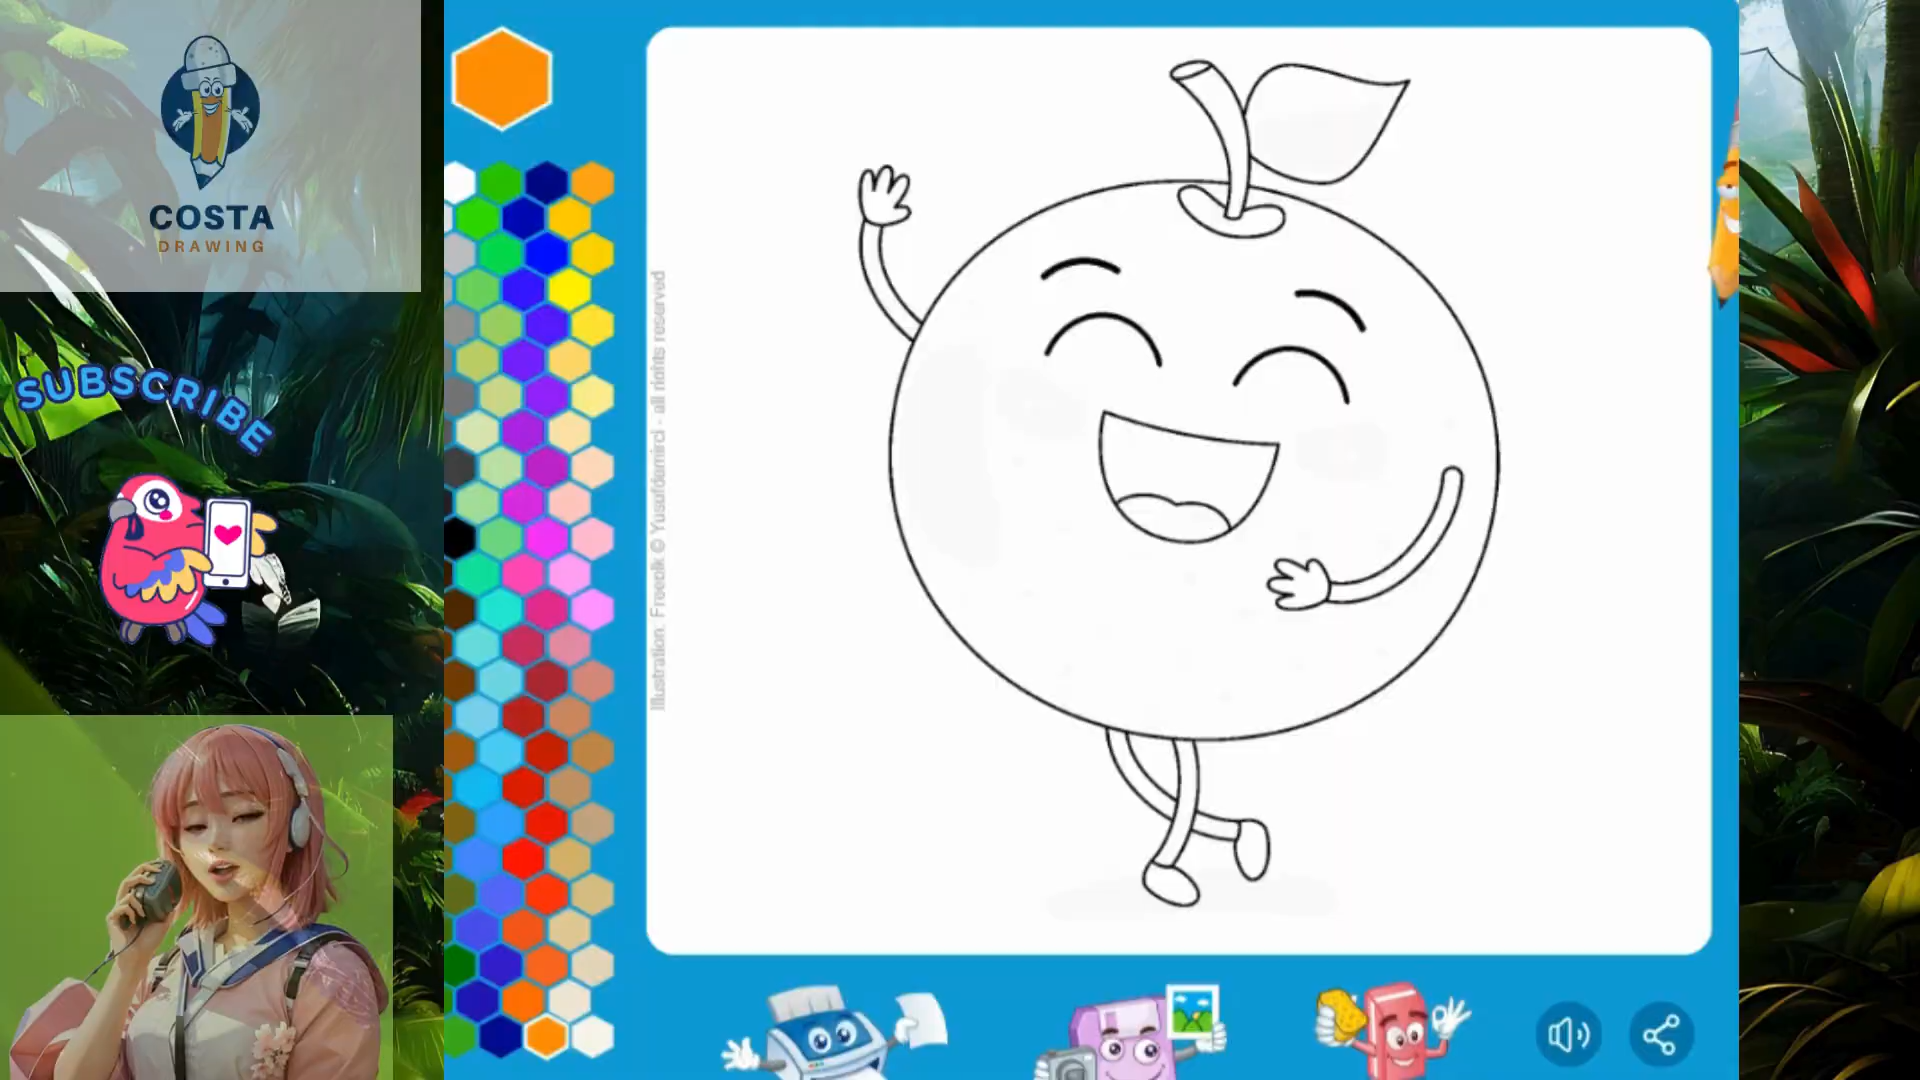 COSTA
DRAWING
SUBSCRIBE
Illustration. Freepik © Yusufdemirci - all rights reserved